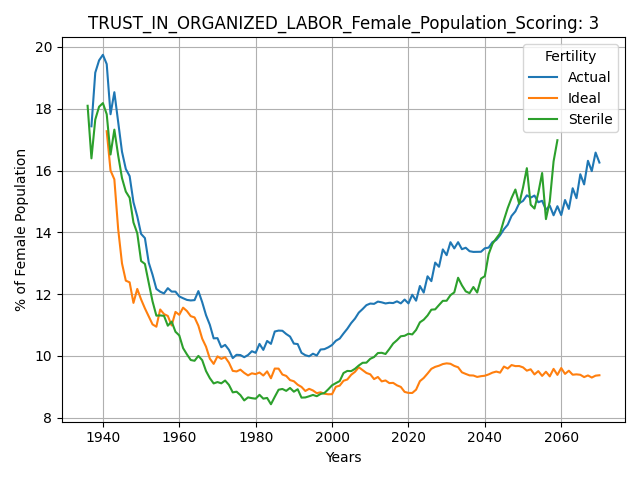 TRUST_IN_ORGANIZED_LABOR_Female_Population_Scoring: 3
Fertility
Actual
Ideal
Sterile
% of Female Population
20
18
16
14
12
10
8
1940 1960 1980 2000 2020 2040 2060
Years